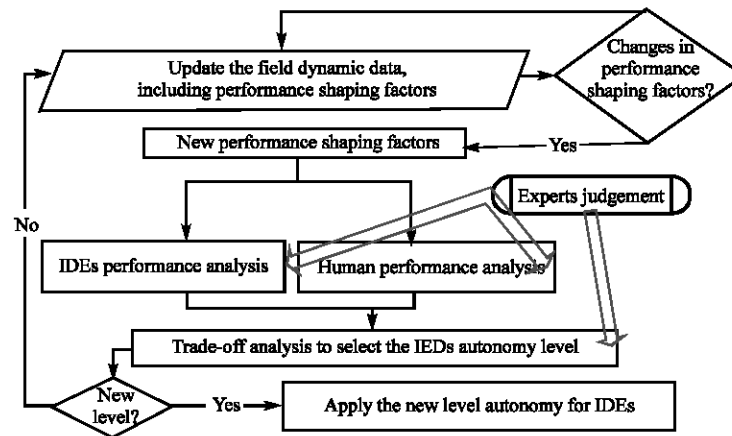 Update the field dynamic data,
including performance shaping factors
Changes in
performance
shaping factors?
New performance shaping factors
Yes
Experts judgement
No
IDEs performance analysis
Human performance analysis
Trade-off analysis to select the IEDs autonomy level
New
level?
Yes
Apply the new level autonomy for IDEs